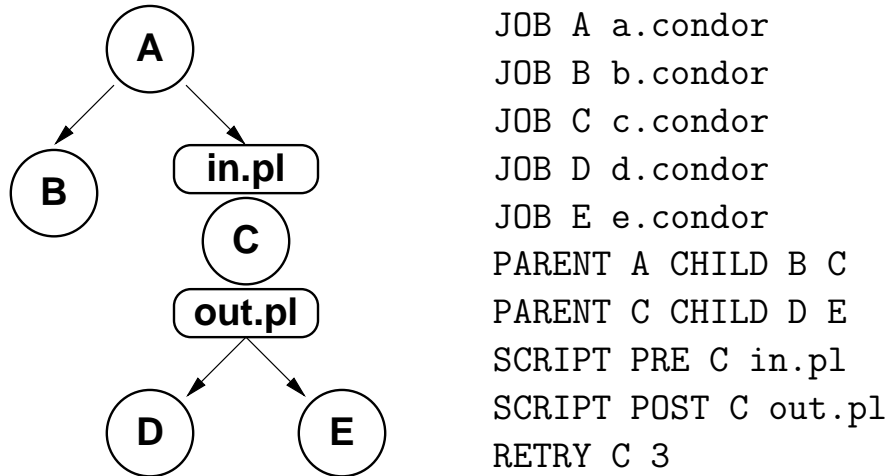 A
B
in.pl
C
out.pl
D
E
JOB A a.condor
JOB B b.condor
JOB C c.condor
JOB D d.condor
JOB E e.condor
PARENT A CHILD B C
PARENT C CHILD D E
SCRIPT PRE C in.pl
SCRIPT POST C out.pl
RETRY C 3